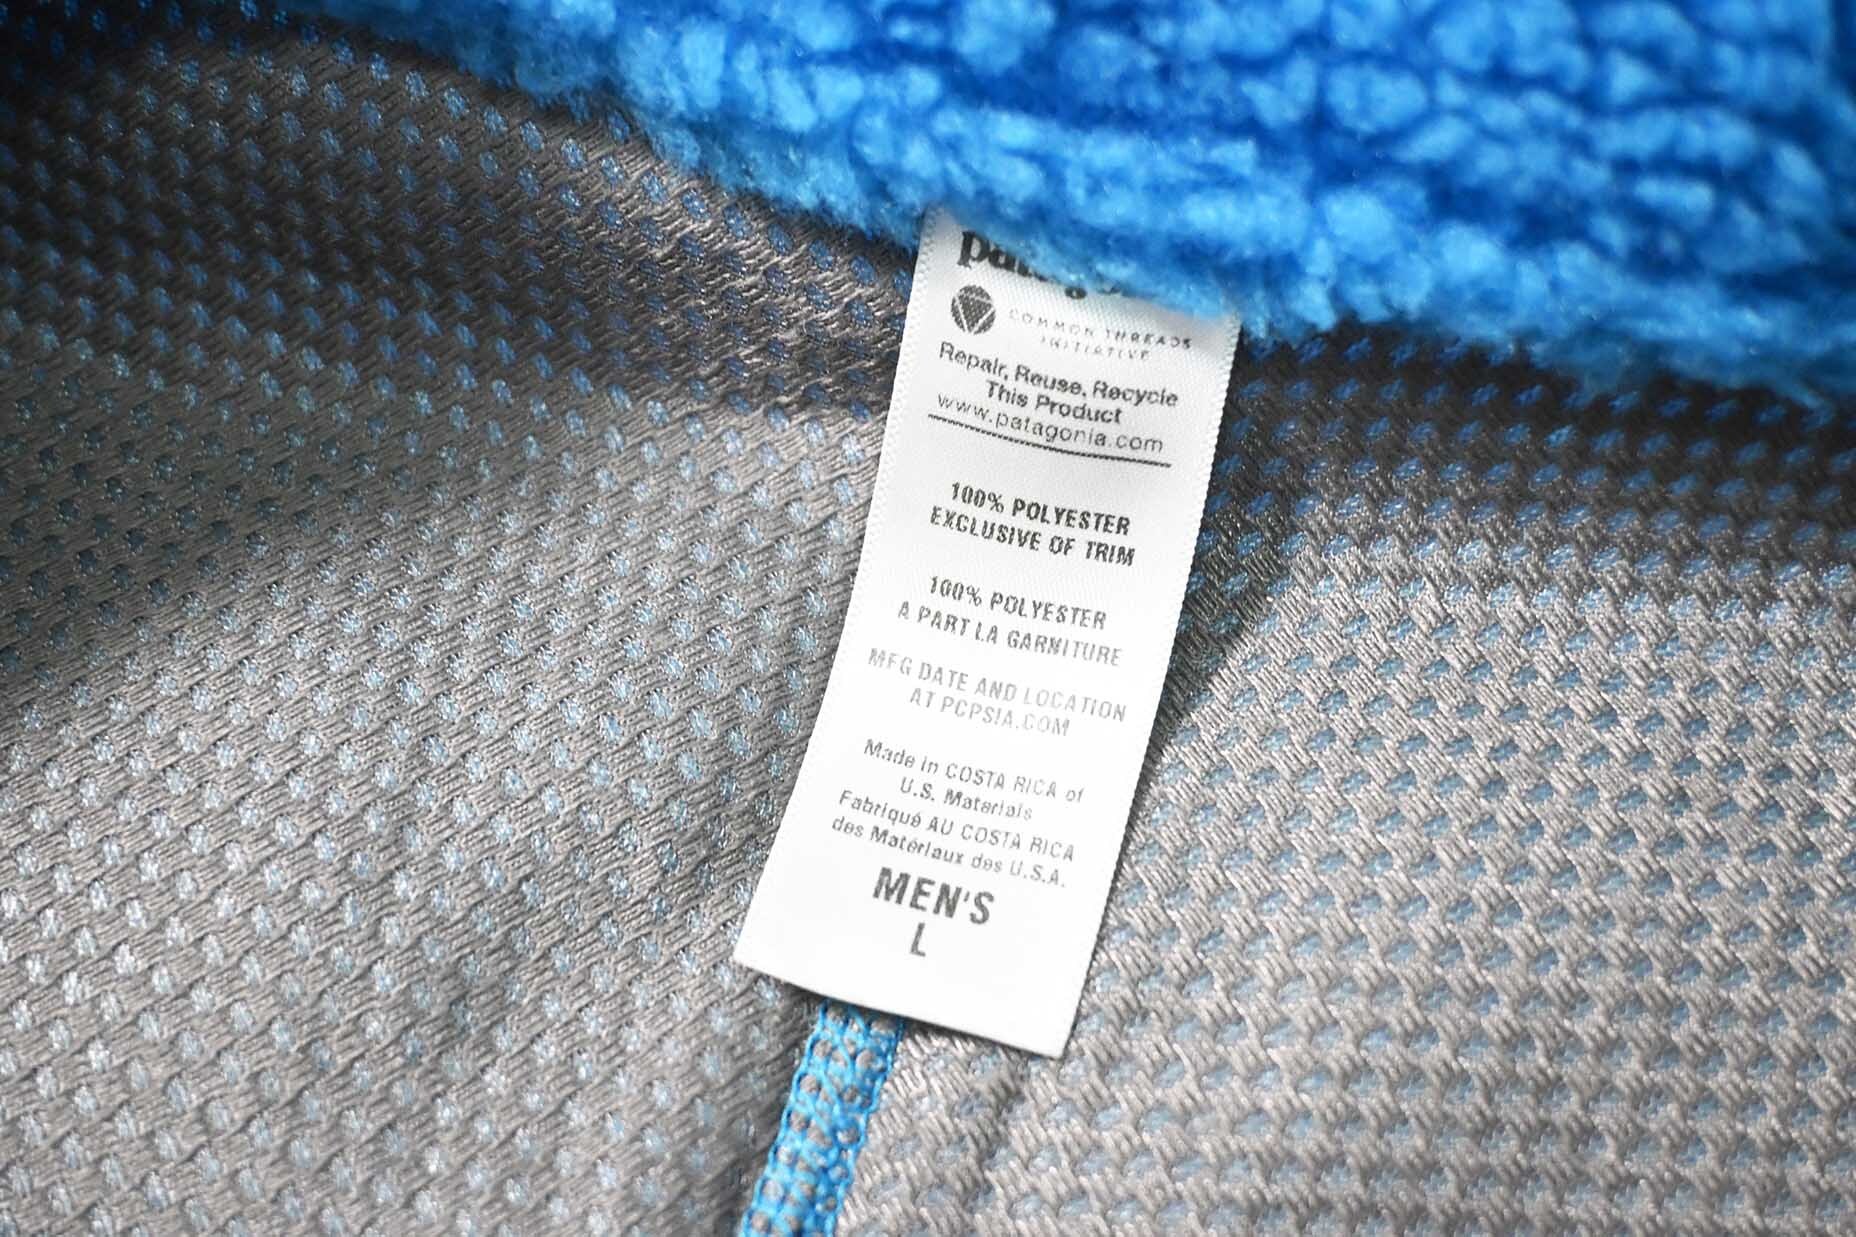 COMMON THREADS
INITIATIVE
Repair, Reuse, Recycle
This Product
www.patagonia.com
100% POLYESTER
EXCLUSIVE OF TRIM
100% POLYESTER
A PART LA GARNITURE
MFG DATE AND LOCATION
AT PCPSIA.COM
Made in COSTA RICA of
U.S. Materials
Fabriqué AU COSTA RICA
des Matériaux des U.S.A.
MEN'S
L